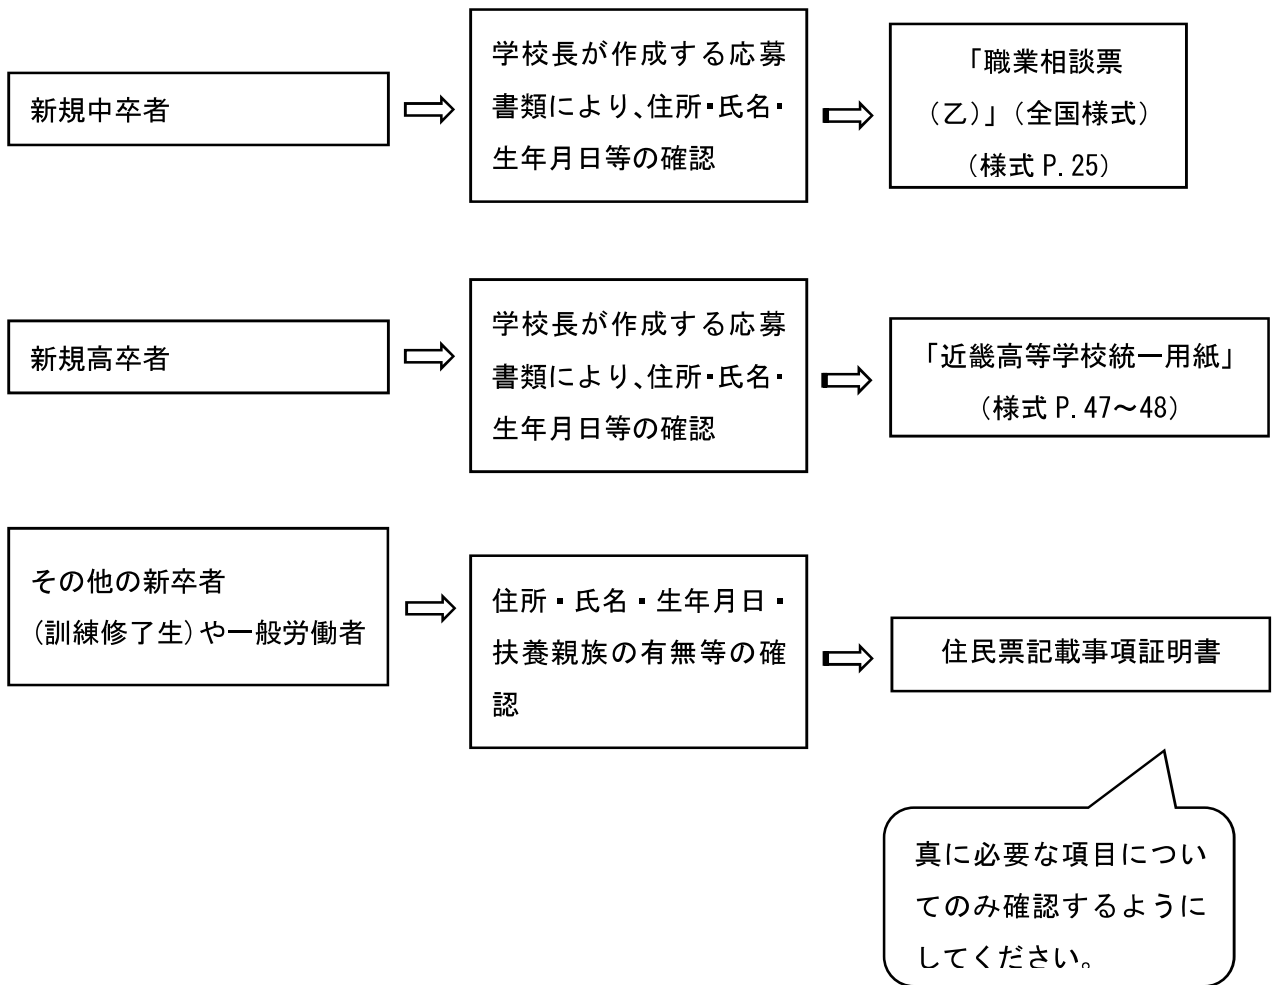 新規中卒者
学校長が作成する応募
書類により、住所・氏名・
生年月日等の確認
「職業相談票
（乙）」（全国様式）
（様式 P. 25）
新規高卒者
学校長が作成する応募
書類により、住所・氏名・
生年月日等の確認
「近畿高等学校統一用紙」
（様式 P. 47～48）
その他の新卒者
（訓練修了生）や一般労働者
住所・氏名・生年月日・
扶養親族の有無等の確
認
住民票記載事項証明書
真に必要な項目につい
てのみ確認するように
してください。